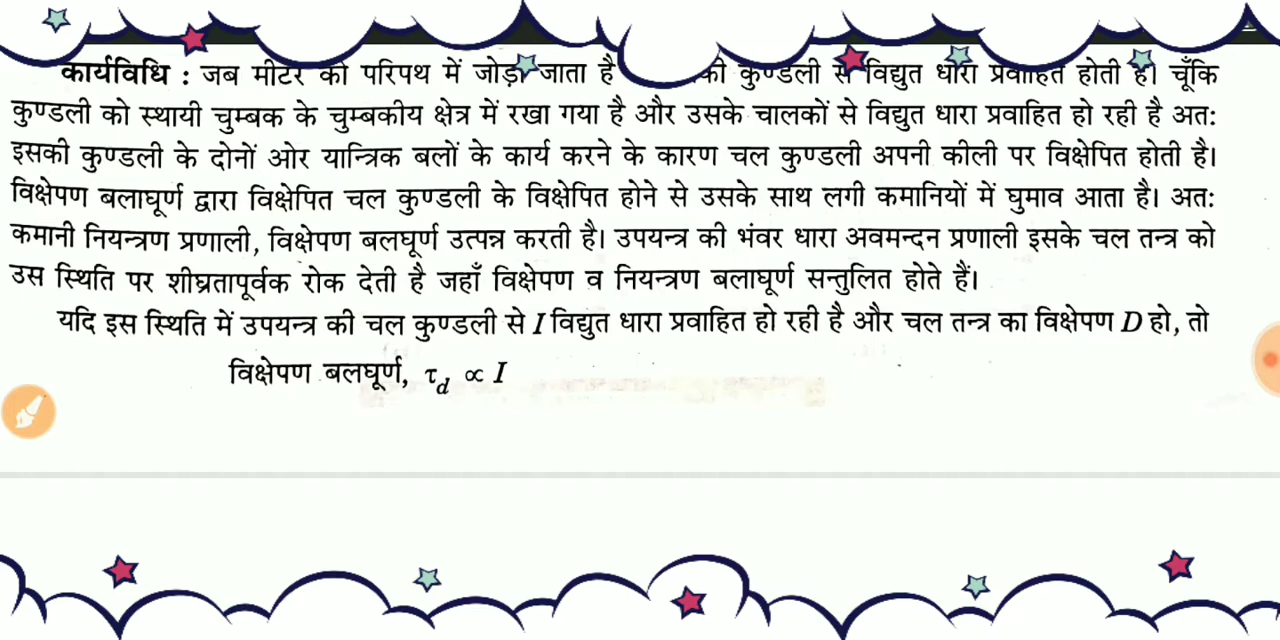 कार्यविधि : जब मीटर को परिपथ में जोड़ा जाता है की कुण्डली से विद्युत धारा प्रवाहित होती है। चूँकि
कुण्डली को स्थायी चुम्बक के चुम्बकीय क्षेत्र में रखा गया है और उसके चालकों से विद्युत धारा प्रवाहित हो रही है अत:
इसकी कुण्डली के दोनों ओर यान्त्रिक बलों के कार्य करने के कारण चल कुण्डली अपनी कीली पर विक्षेपित होती है।
विक्षेपण बलाघूर्ण द्वारा विक्षेपित चल कुण्डली के विक्षेपित होने से उसके साथ लगी कमानियों में घुमाव आता है। अत:
कमानी नियन्त्रण प्रणाली, विक्षेपण बलघूर्ण उत्पन्न करती है। उपयन्त्र की भंवर धारा अवमन्दन प्रणाली इसके चल तन्त्र को
उस स्थिति पर शीघ्रतापूर्वक रोक देती है जहाँ विक्षेपण व नियन्त्रण बलाघूर्ण सन्तुलित होते हैं।
यदि इस स्थिति में उपयन्त्र की चल कुण्डली से I विद्युत धारा प्रवाहित हो रही है और चल तन्त्र का विक्षेपण D हो, तो
विक्षेपण बलघूर्ण, τ_d ∝ I